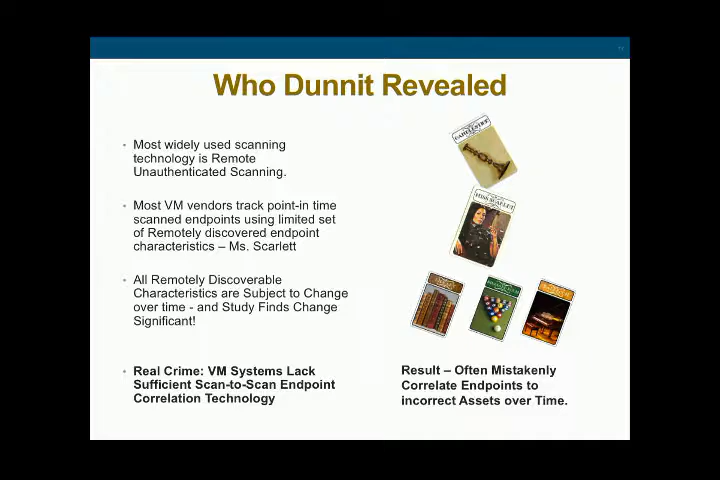 Who Dunnit Revealed
Most widely used scanning
technology is Remote
Unauthenticated Scanning.
Most VM vendors track point-in time
scanned endpoints using limited set
of Remotely discovered endpoint
characteristics – Ms. Scarlett
All Remotely Discoverable
Characteristics are Subject to Change
over time - and Study Finds Change
Significant!
Real Crime: VM Systems Lack
Sufficient Scan-to-Scan Endpoint
Correlation Technology
CANDLESTICK
MISS SCARLET
Result – Often Mistakenly
Correlate Endpoints to
incorrect Assets over Time.